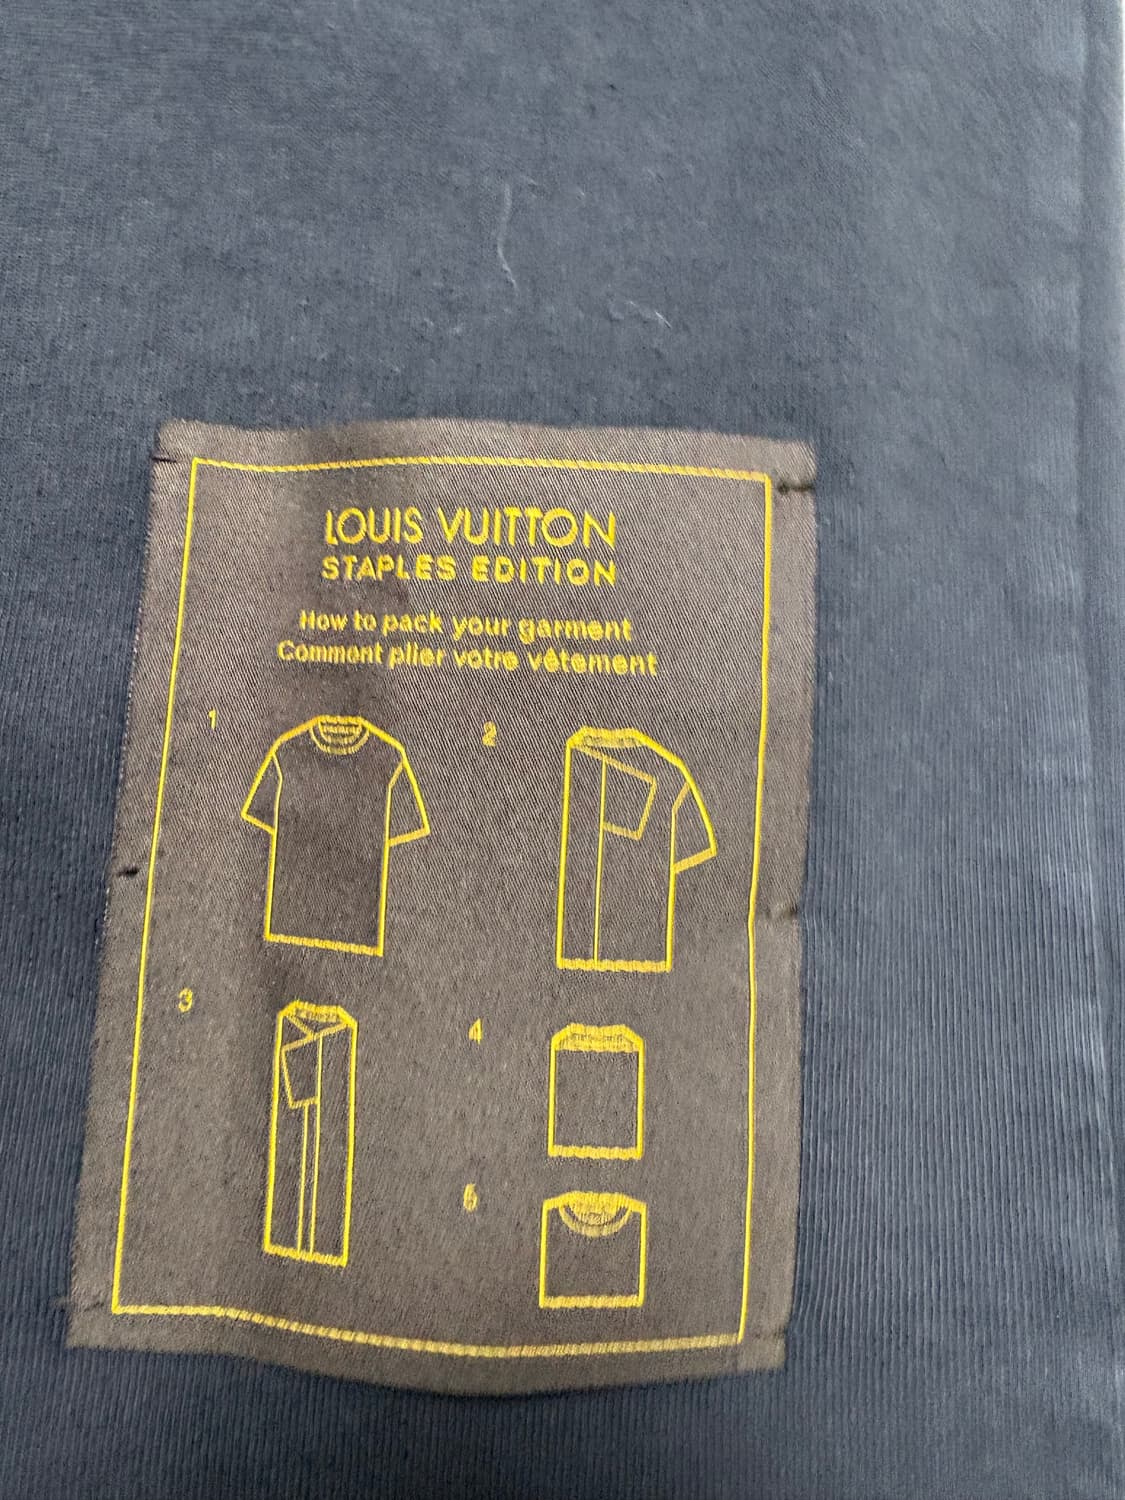 LOUIS VUITTON
STAPLES EDITION
How to pack your garment
Comment plier votre vêtement
1
2
3
4
5